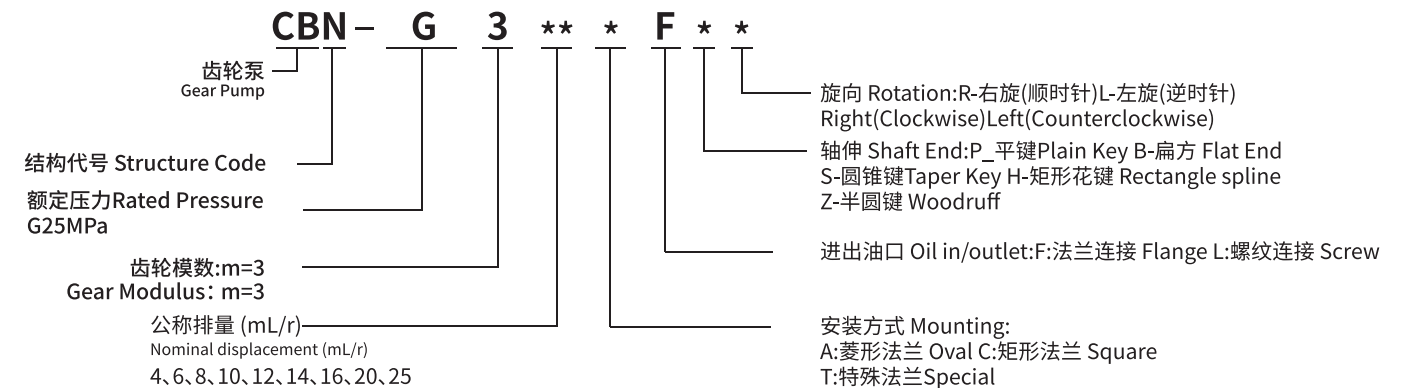 CBN- G 3 ** * F * *
齿轮泵
Gear Pump
结构代号 Structure Code
额定压力Rated Pressure
G25MPa
齿轮模数:m=3
Gear Modulus：m=3
公称排量 (mL/r)
Nominal displacement (mL/r)
4、6、8、10、12、14、16、20、25
旋向 Rotation:R-右旋(顺时针)L-左旋(逆时针)
Right(Clockwise)Left(Counterclockwise)
轴伸 Shaft End:P_平键Plain Key B-扁方 Flat End
S-圆锥键Taper Key H-矩形花键 Rectangle spline
Z-半圆键 Woodruff
进出油口 Oil in/outlet:F:法兰连接 Flange L:螺纹连接 Screw
安装方式 Mounting:
A:菱形法兰 Oval C:矩形法兰 Square
T:特殊法兰Special